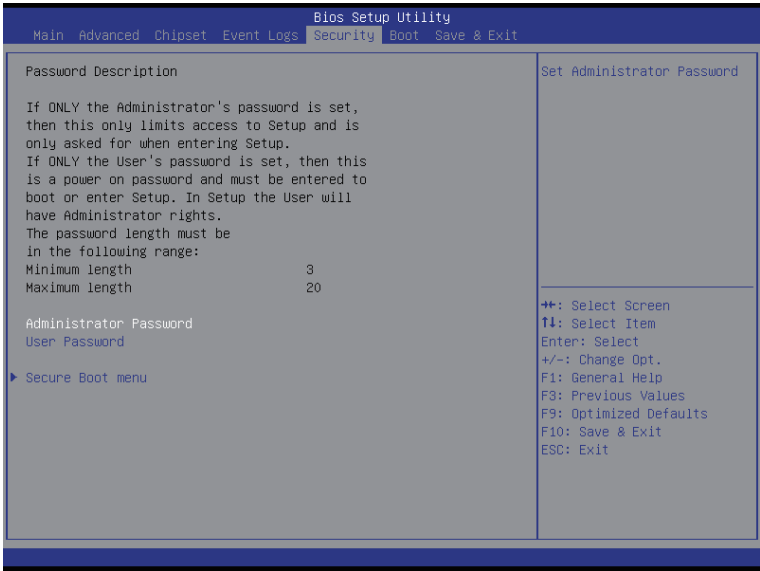 Bios Setup Utility
Main Advanced Chipset Event Logs Security Boot Save & Exit
Password Description
If ONLY the Administrator's password is set,
then this only limits access to Setup and is
only asked for when entering Setup.
If ONLY the User's password is set, then this
is a power on password and must be entered to
boot or enter Setup. In Setup the User will
have Administrator rights.
The password length must be
in the following range:
Minimum length 3
Maximum length 20
Administrator Password
User Password
Secure Boot menu
Set Administrator Password
→←: Select Screen
↑↓: Select Item
Enter: Select
+/-: Change Opt.
F1: General Help
F3: Previous Values
F9: Optimized Defaults
F10: Save & Exit
ESC: Exit